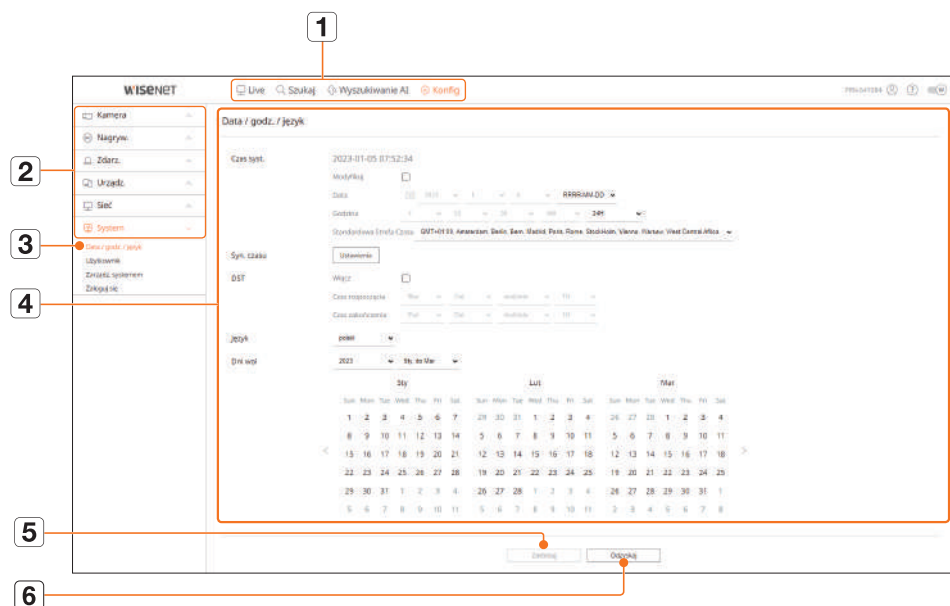 1
WISENET
Live Szukaj Wyszukiwanie AI Konfig
2
Kamera
Nagryw.
Zdarz.
Urządz.
Sieć
System
3
Data / godz. / język
Użytkownik
Zarządz. systemem
Zaloguj się
4
Data / godz. / język
Czas syst. 2023-01-05 07:52:34
Modyfikuj
Data RRRR-MM-DD
Godzina 24H
Standardowa Strefa Czasu GMT+01:00, Amsterdam, Berlin, Bern, Madrid, Paris, Rome, Stockholm, Vienna, Warsaw, West Central Africa
Syn. czasu Ustawienia
DST Włącz
Czas rozpoczęcia
Czas zakończenia
Język polski
Dni wol 2023 Sty. do Mar
Sty Lut Mar
Sun Mon Tue Wed Thu Fri Sat Sun Mon Tue Wed Thu Fri Sat Sun Mon Tue Wed Thu Fri Sat
1 2 3 4 5 6 7 29 30 31 1 2 3 4 26 27 28 1 2 3 4
8 9 10 11 12 13 14 5 6 7 8 9 10 11 5 6 7 8 9 10 11
15 16 17 18 19 20 21 12 13 14 15 16 17 18 12 13 14 15 16 17 18
22 23 24 25 26 27 28 19 20 21 22 23 24 25 19 20 21 22 23 24 25
29 30 31 1 2 3 4 26 27 28 1 2 3 4 26 27 28 29 30 31 1
5 6 7 8 9 10 11 5 6 7 8 9 10 11 2 3 4 5 6 7 8
5
Zastosuj Odzyskaj
6